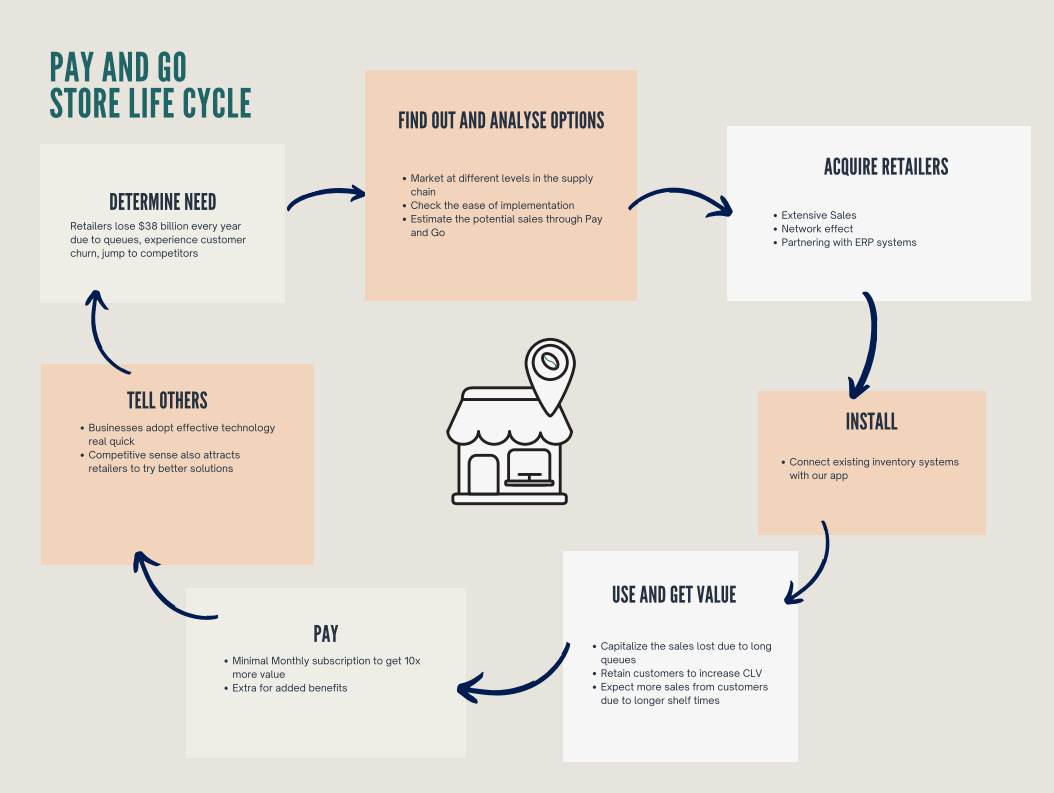 PAY AND GO
STORE LIFE CYCLE
DETERMINE NEED
Retailers lose $38 billion every year
due to queues, experience customer
churn, jump to competitors
FIND OUT AND ANALYSE OPTIONS
• Market at different levels in the supply
chain
• Check the ease of implementation
• Estimate the potential sales through Pay
and Go
ACQUIRE RETAILERS
• Extensive Sales
• Network effect
• Partnering with ERP systems
INSTALL
• Connect existing inventory systems
with our app
USE AND GET VALUE
• Capitalize the sales lost due to long
queues
• Retain customers to increase CLV
• Expect more sales from customers
due to longer shelf times
PAY
• Minimal Monthly subscription to get 10x
more value
• Extra for added benefits
TELL OTHERS
• Businesses adopt effective technology
real quick
• Competitive sense also attracts
retailers to try better solutions